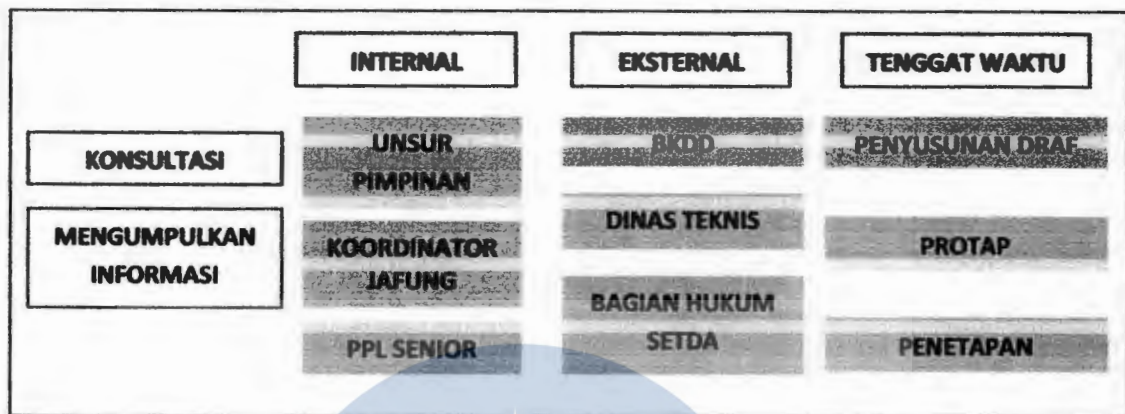 INTERNAL
EKSTERNAL
TENGGAT WAKTU
KONSULTASI
MENGUMPULKAN
INFORMASI
UNSUR
PIMPINAN
KOORDINATOR
JAFUNG
PPL SENIOR
BKDD
DINAS TEKNIS
BAGIAN HUKUM
SETDA
PENYUSUNAN DRAF
PROTAP
PENETAPAN